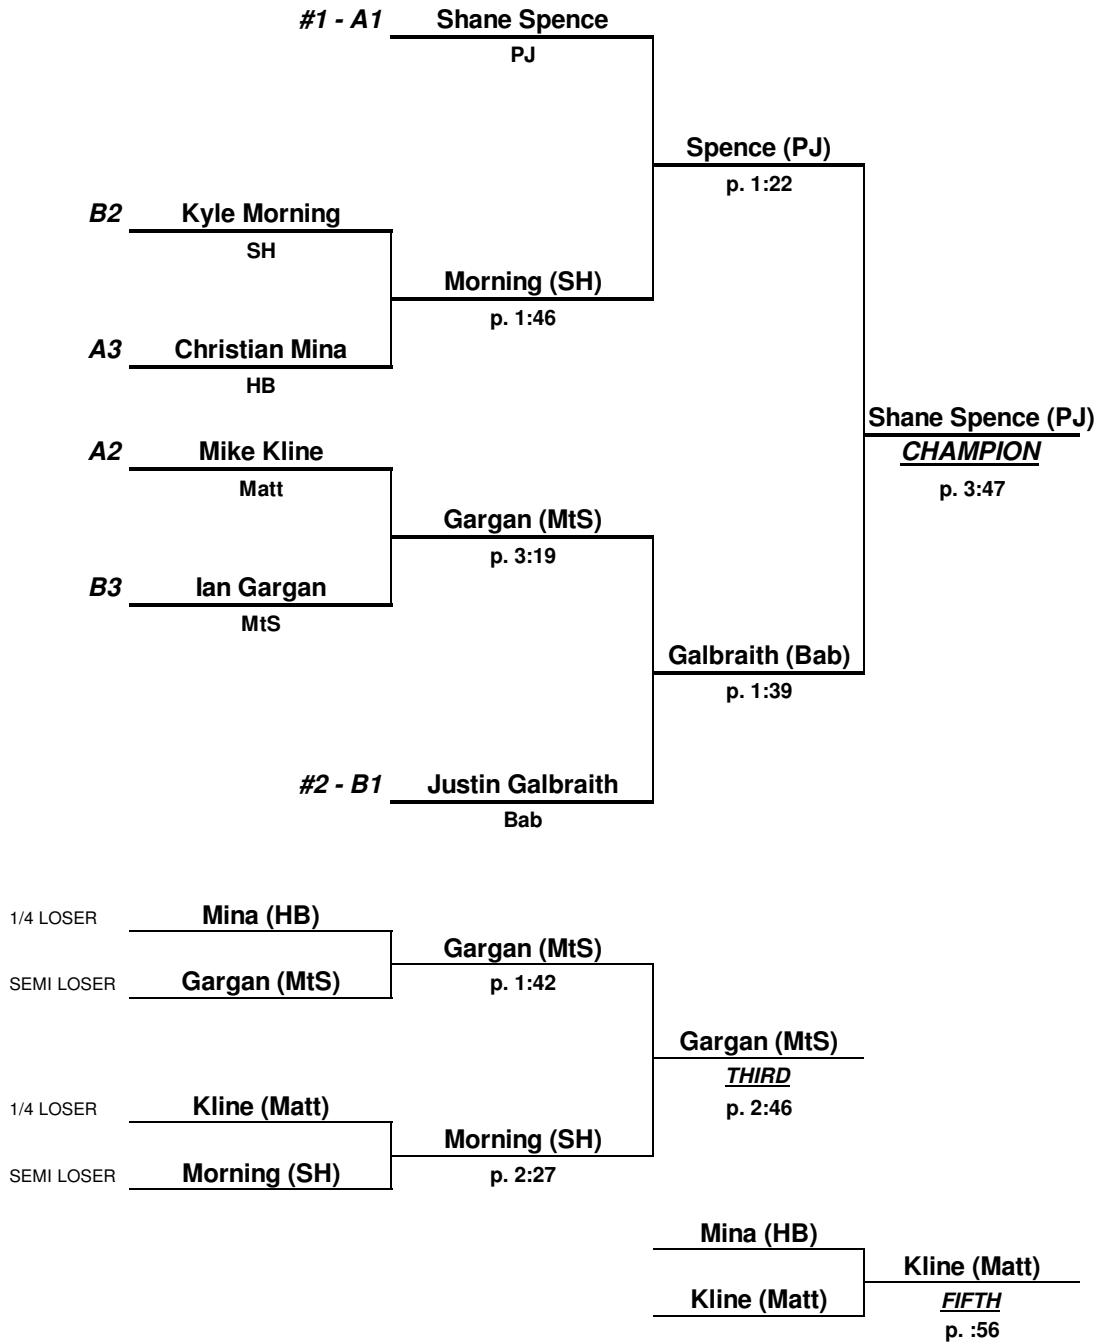 #1 - A1 Shane Spence
PJ
Spence (PJ)
p. 1:22
B2 Kyle Morning
SH
Morning (SH)
p. 1:46
A3 Christian Mina
HB
Shane Spence (PJ)
CHAMPION
p. 3:47
A2 Mike Kline
Matt
Gargan (MtS)
p. 3:19
B3 Ian Gargan
MtS
Galbraith (Bab)
p. 1:39
#2 - B1 Justin Galbraith
Bab
1/4 LOSER Mina (HB)
Gargan (MtS)
SEMI LOSER Gargan (MtS) p. 1:42
Gargan (MtS)
THIRD
p. 2:46
1/4 LOSER Kline (Matt)
Morning (SH)
SEMI LOSER Morning (SH) p. 2:27
Mina (HB)
Kline (Matt)
Kline (Matt) FIFTH
p. :56